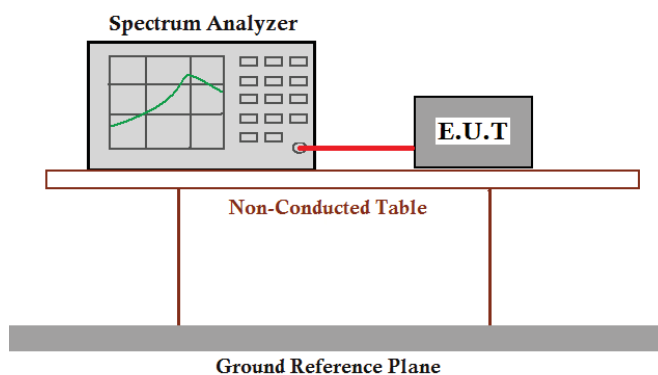 Spectrum Analyzer
E.U.T
Non-Conducted Table
Ground Reference Plane